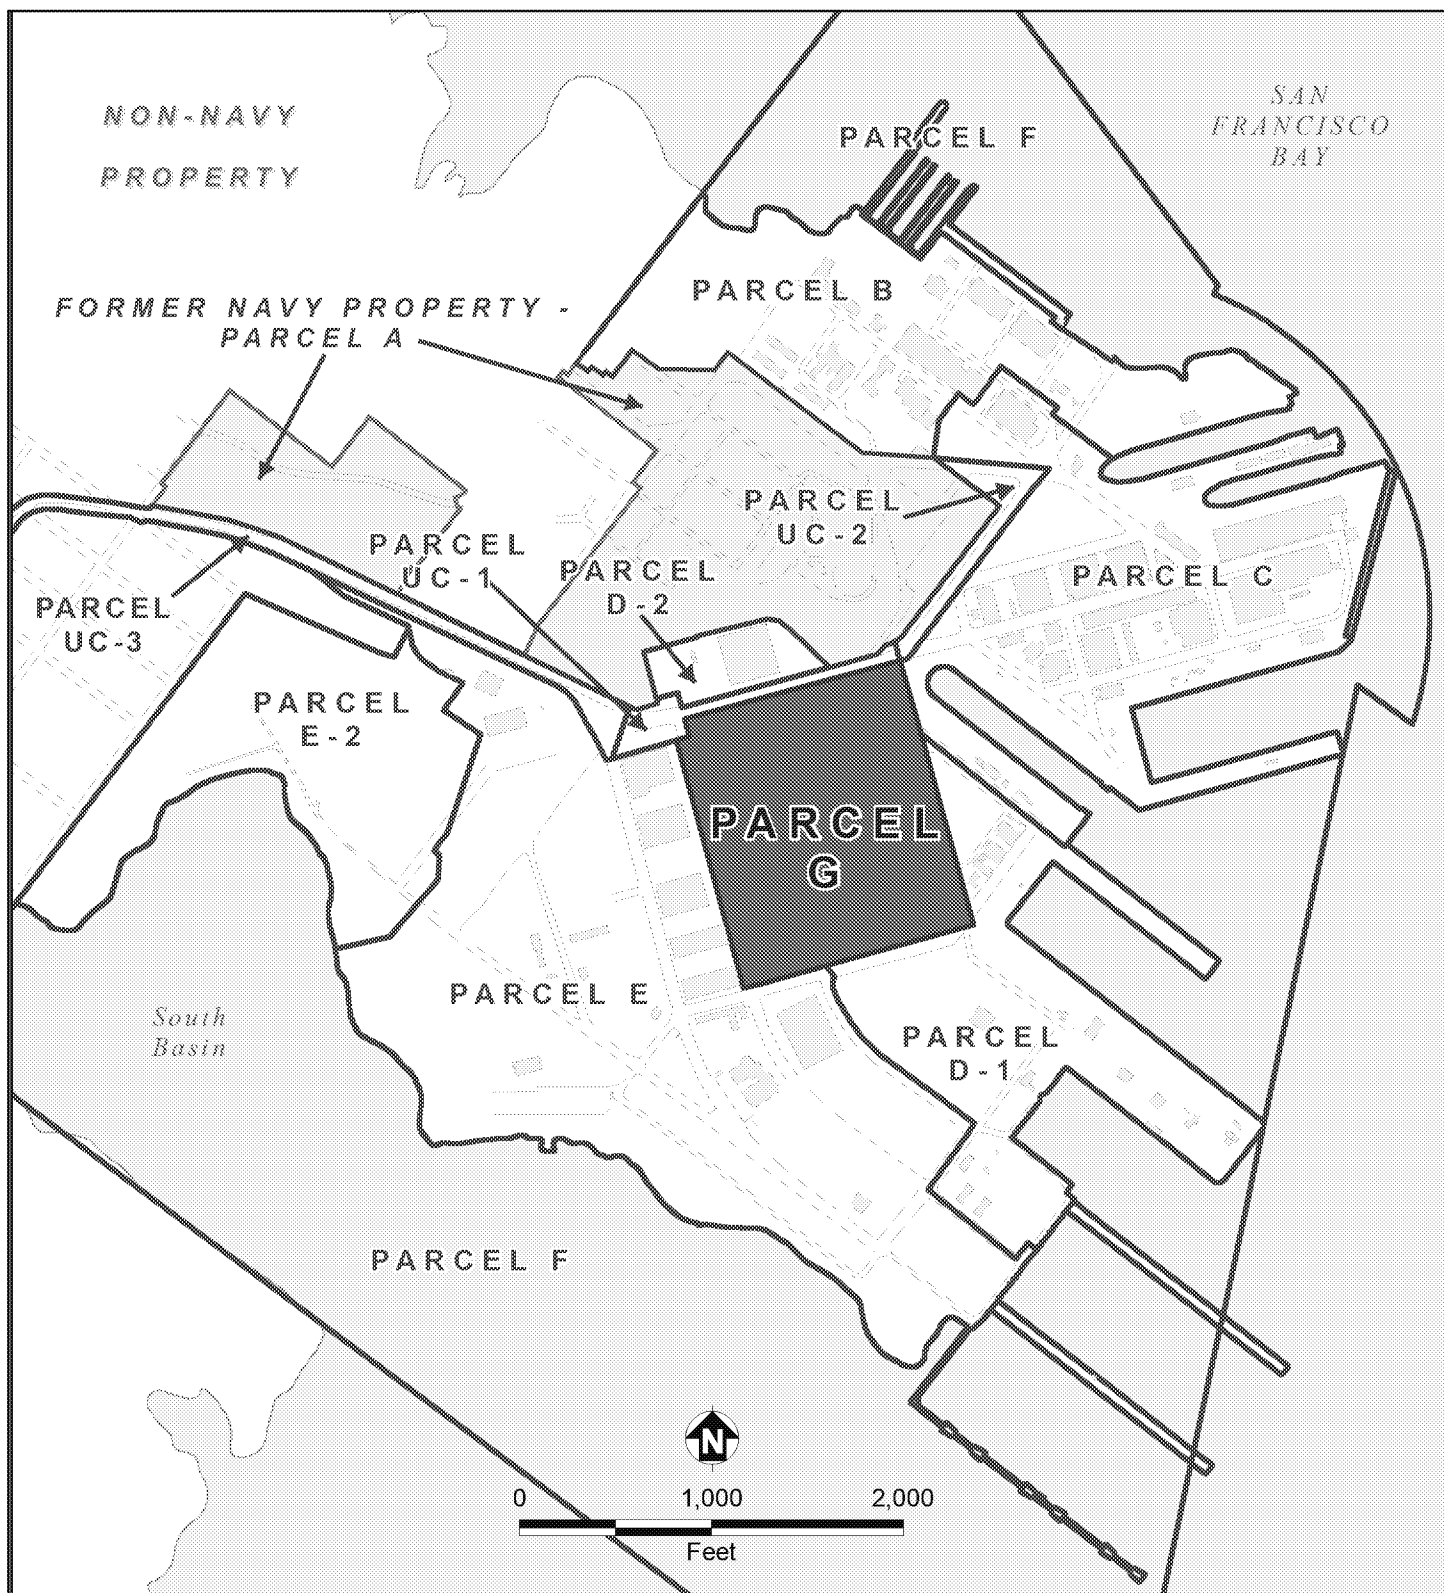 NON-NAVY
PROPERTY
SAN
FRANCISCO
BAY
PARCEL F
PARCEL B
FORMER NAVY PROPERTY -
PARCEL A
PARCEL
UC-2
PARCEL
UC-1
PARCEL
D-2
PARCEL C
PARCEL
UC-3
PARCEL
E-2
PARCEL
G
PARCEL E
South
Basin
PARCEL
D-1
PARCEL F
N
0 1,000 2,000
Feet